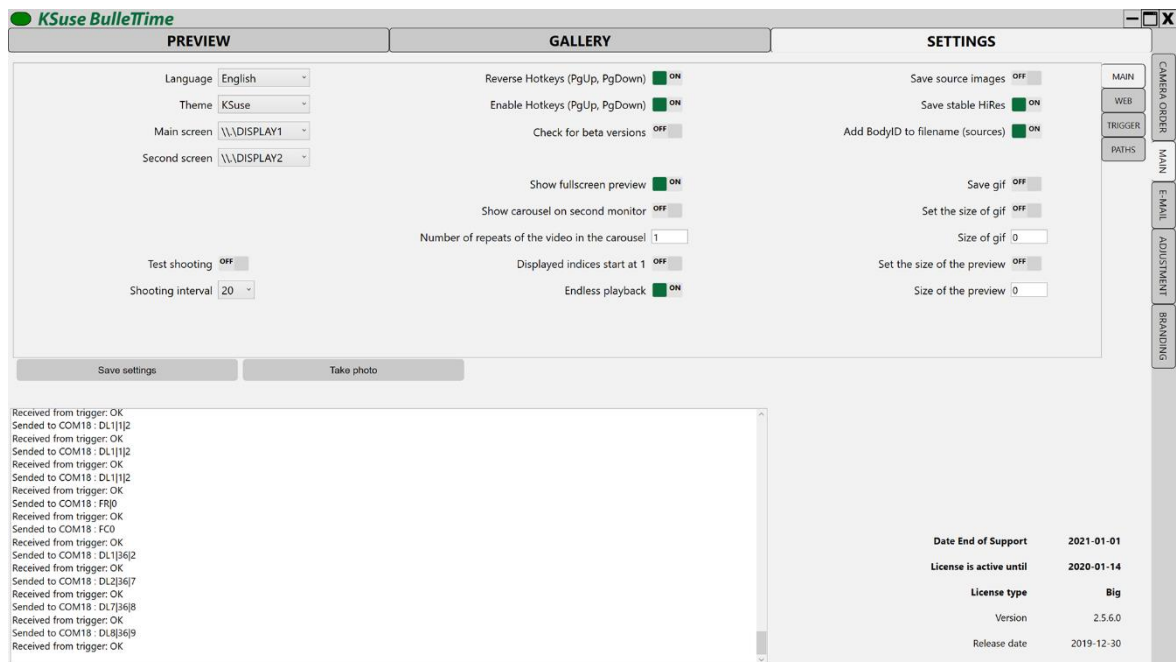 KSuse BulleTime
PREVIEW
GALLERY
SETTINGS
Language English
Theme KSuse
Main screen \\.\DISPLAY1
Second screen \\.\DISPLAY2
Test shooting OFF
Shooting interval 20
Reverse Hotkeys (PgUp, PgDown) ON
Enable Hotkeys (PgUp, PgDown) ON
Check for beta versions OFF
Show fullscreen preview ON
Show carousel on second monitor OFF
Number of repeats of the video in the carousel 1
Displayed indices start at 1 OFF
Endless playback ON
Save source images OFF
Save stable HiRes ON
Add BodyID to filename (sources) ON
Save gif OFF
Set the size of gif OFF
Size of gif 0
Set the size of the preview OFF
Size of the preview 0
MAIN
WEB
TRIGGER
PATHS
CAMERA ORDER
MAIN
E-MAIL
ADJUSTMENT
BRANDING
Save settings
Take photo
Received from trigger: OK
Sended to COM18 : DL1|1|2
Received from trigger: OK
Sended to COM18 : DL1|1|2
Received from trigger: OK
Sended to COM18 : DL1|1|2
Received from trigger: OK
Sended to COM18 : FR|0
Received from trigger: OK
Sended to COM18 : FC0
Received from trigger: OK
Sended to COM18 : DL1|36|2
Received from trigger: OK
Sended to COM18 : DL2|36|7
Received from trigger: OK
Sended to COM18 : DL7|36|8
Received from trigger: OK
Sended to COM18 : DL8|36|9
Received from trigger: OK
Date End of Support 2021-01-01
License is active until 2020-01-14
License type Big
Version 2.5.6.0
Release date 2019-12-30